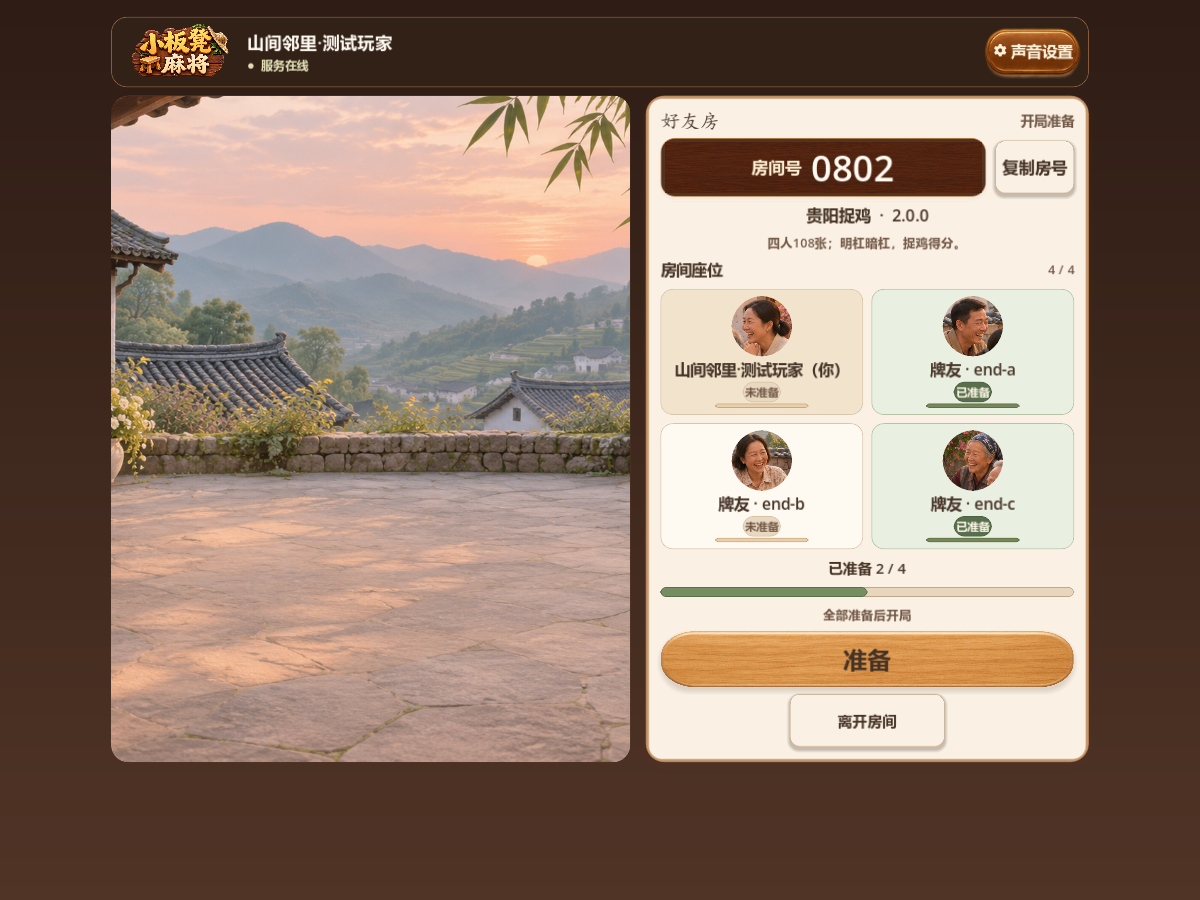 小板凳
麻将
山间邻里·测试玩家
服务在线
声音设置
好友房
开局准备
房间号 0802
复制房号
贵阳捉鸡 · 2.0.0
四人108张；明杠暗杠，捉鸡得分。
房间座位
4 / 4
山间邻里·测试玩家（你）
未准备
牌友 · end-a
已准备
牌友 · end-b
未准备
牌友 · end-c
已准备
已准备 2 / 4
全部准备后开局
准备
离开房间